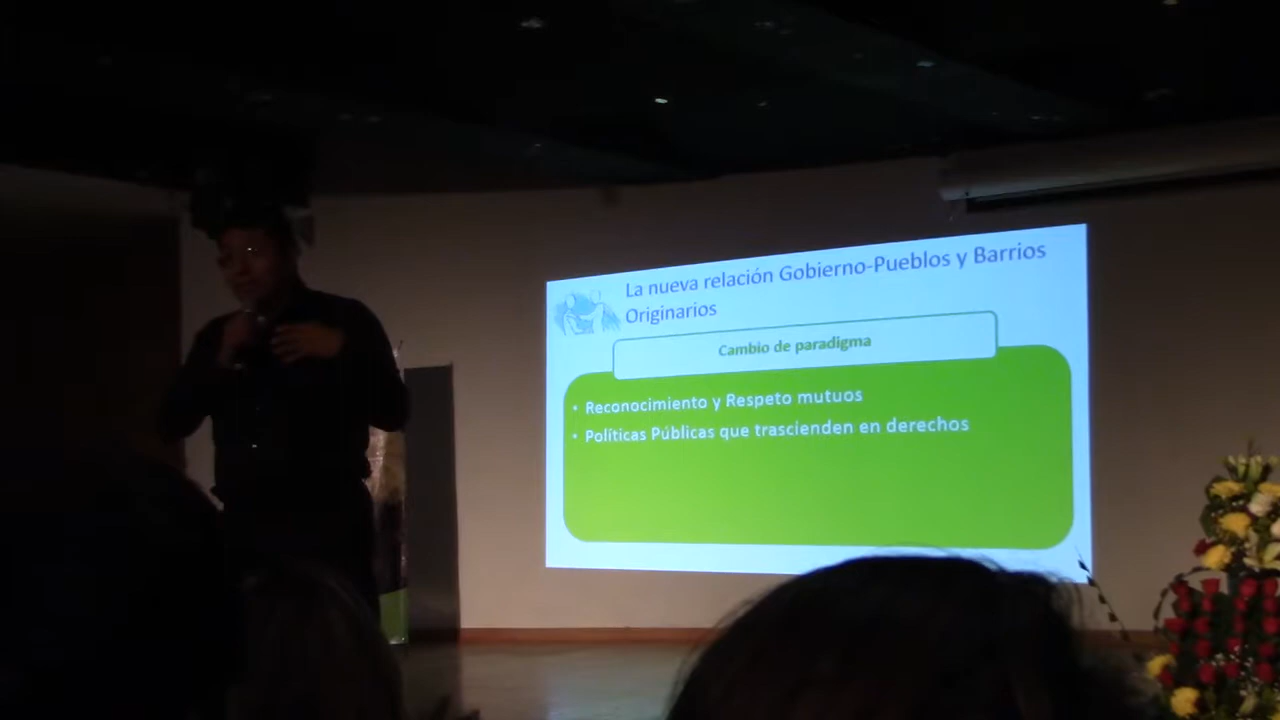 La nueva relación Gobierno-Pueblos y Barrios
Originarios
Cambio de paradigma
• Reconocimiento y Respeto mutuos
• Políticas Públicas que trascienden en derechos